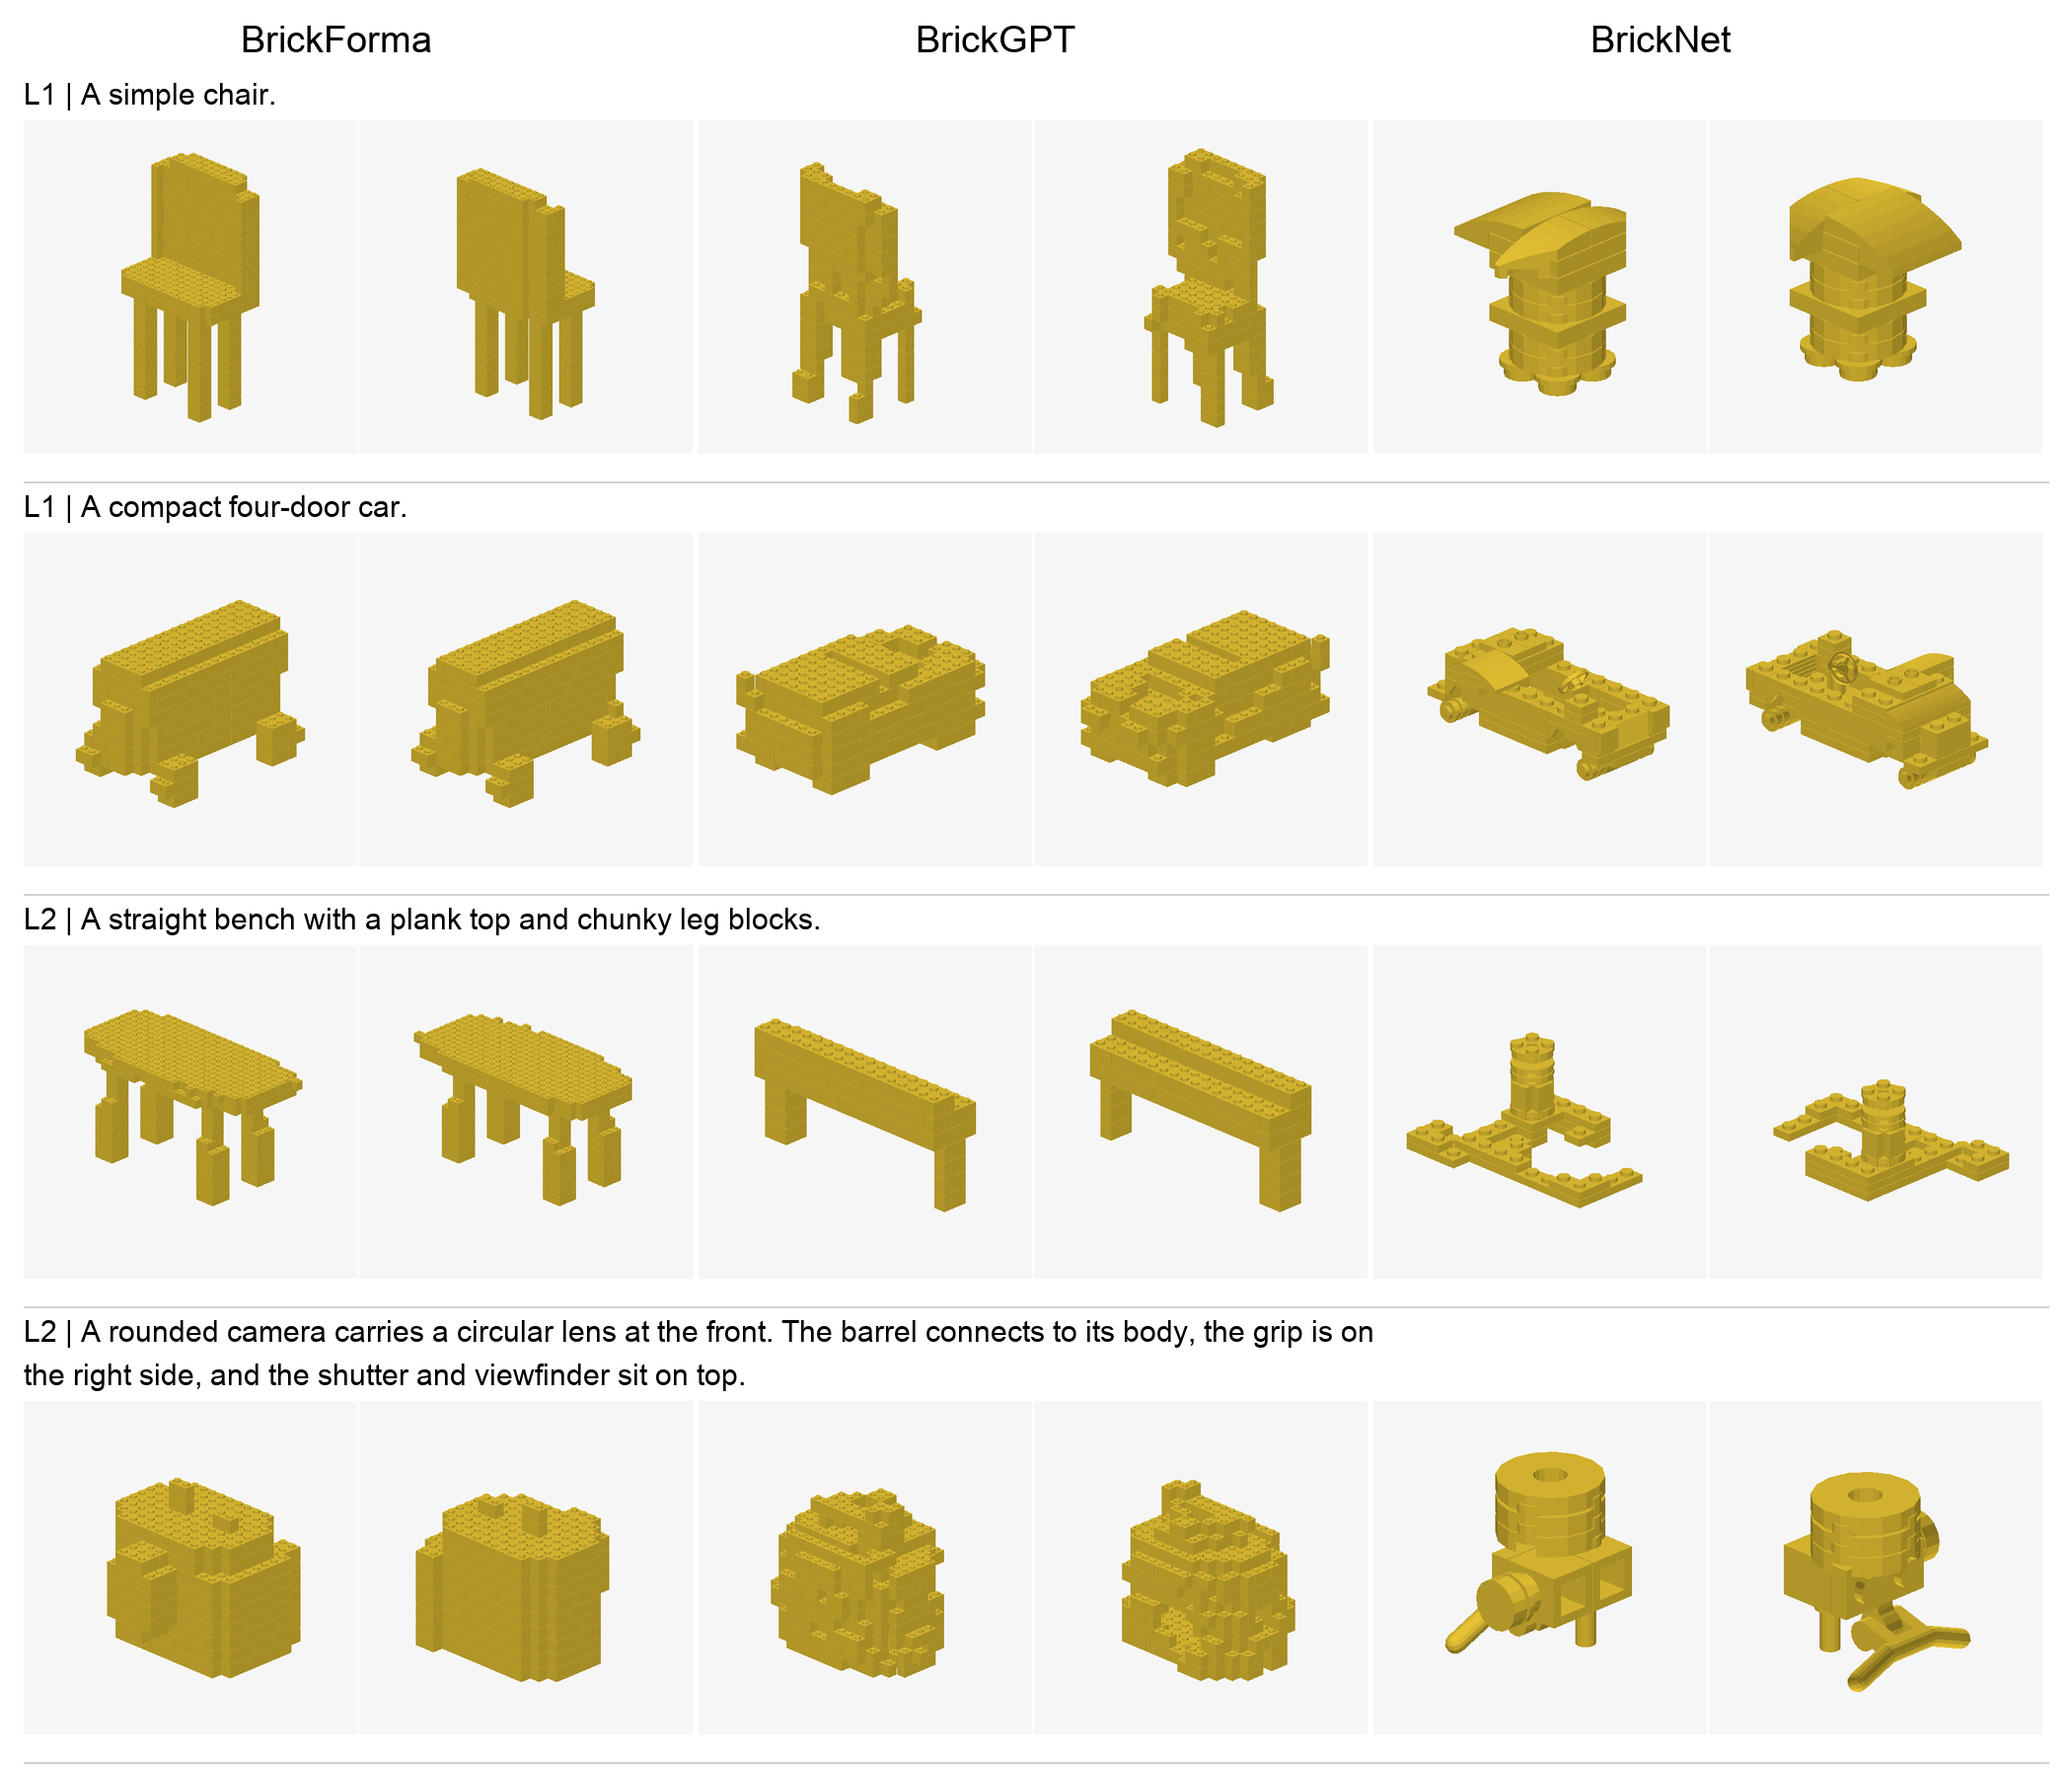 BrickForma BrickGPT BrickNet
L1 | A simple chair.
L1 | A compact four-door car.
L2 | A straight bench with a plank top and chunky leg blocks.
L2 | A rounded camera carries a circular lens at the front. The barrel connects to its body, the grip is on
the right side, and the shutter and viewfinder sit on top.